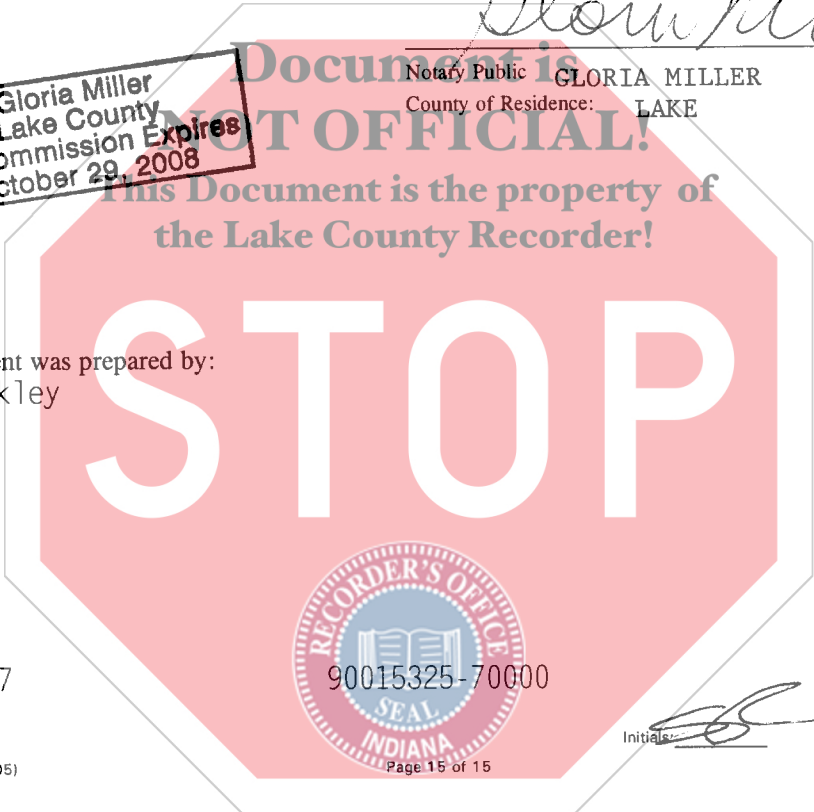 Document is
Notary Public GLORIA MILLER
County of Residence: LAKE
Gloria Miller
Lake County
ommission Expires
ctober 29, 2008
NOT OFFICIAL!
This Document is the property of
the Lake County Recorder!
nt was prepared by:
kley
STOP
RECORDER'S OFFICE
7
90015325-70000
SEAL
INDIANA
Initials:
05)
Page 15 of 15